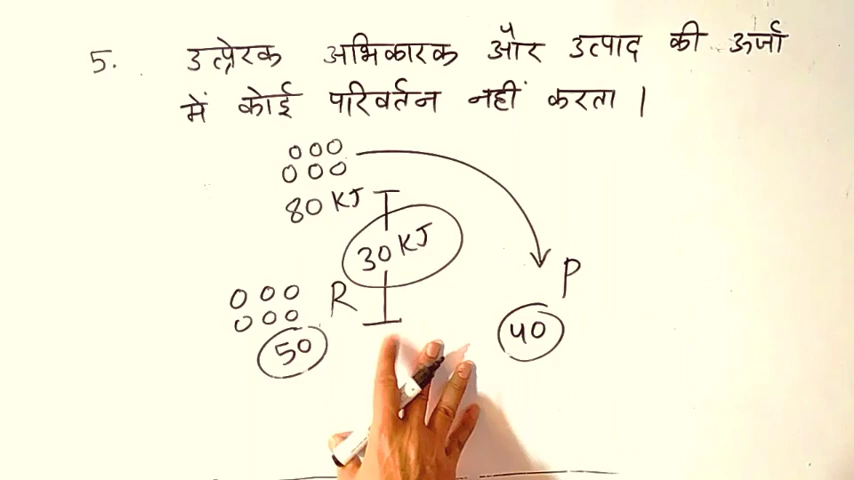 5. उत्प्रेरक अभिकारक और उत्पाद की ऊर्जा
में कोई परिवर्तन नहीं करता।
80 KJ
30 KJ
R
P
50
40